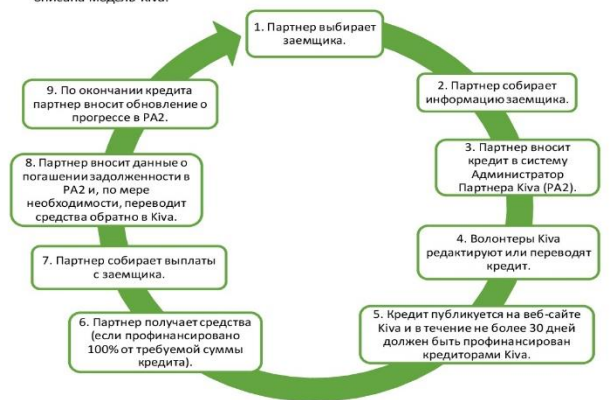 описана модель Kiva.
1. Партнер выбирает
заемщика.
2. Партнер собирает
информацию заемщика.
3. Партнер вносит
кредит в систему
Администратор
Партнера Kiva (PA2).
4. Волонтеры Kiva
редактируют или переводят
кредит.
5. Кредит публикуется на веб-сайте
Kiva и в течение не более 30 дней
должен быть профинансирован
кредиторами Kiva.
6. Партнер получает средства
(если профинансировано
100% от требуемой суммы
кредита).
7. Партнер собирает выплаты
с заемщика.
8. Партнер вносит данные о
погашении задолженности в
PA2 и, по мере
необходимости, переводит
средства обратно в Kiva.
9. По окончании кредита
партнер вносит обновление о
прогрессе в PA2.